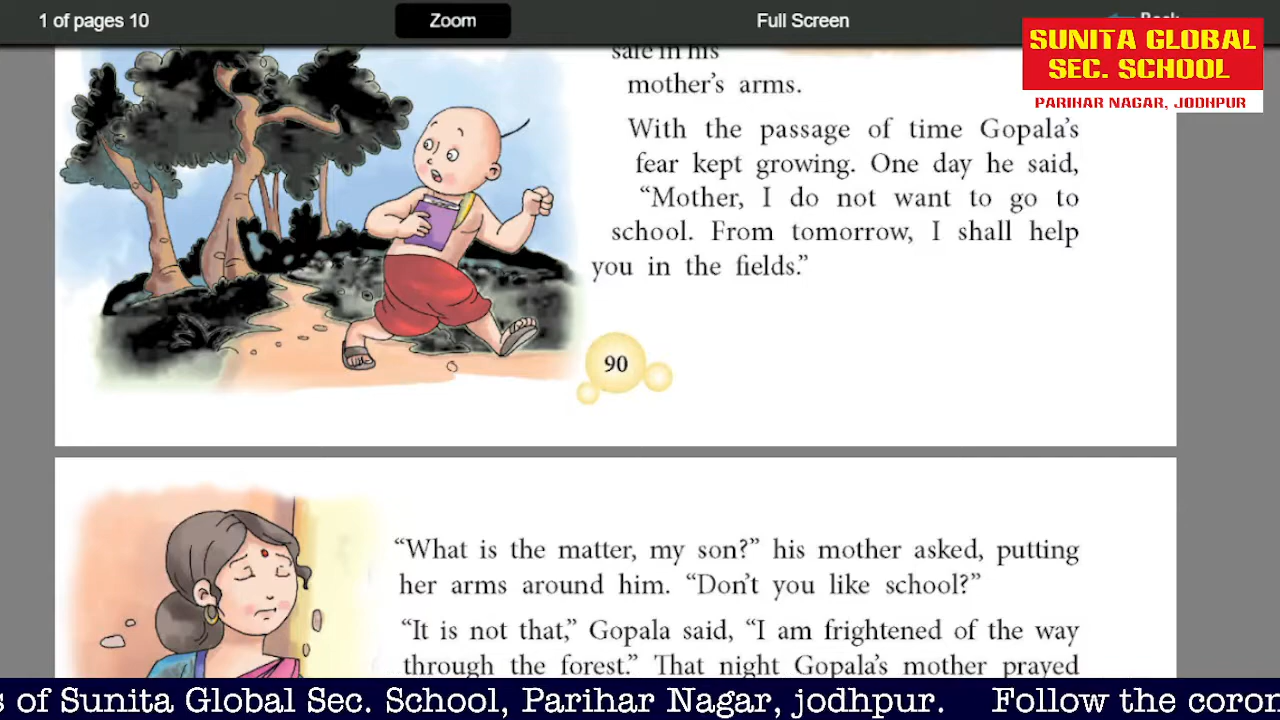 1 of pages 10
Zoom
Full Screen
SUNITA GLOBAL
SEC. SCHOOL
PARIHAR NAGAR, JODHPUR
safe in his
mother's arms.
With the passage of time Gopala's
fear kept growing. One day he said,
“Mother, I do not want to go to
school. From tomorrow, I shall help
you in the fields.”
90
“What is the matter, my son?” his mother asked, putting
her arms around him. “Don't you like school?”
“It is not that,” Gopala said, “I am frightened of the way
through the forest.” That night Gopala's mother prayed
s of Sunita Global Sec. School, Parihar Nagar, jodhpur. Follow the coron